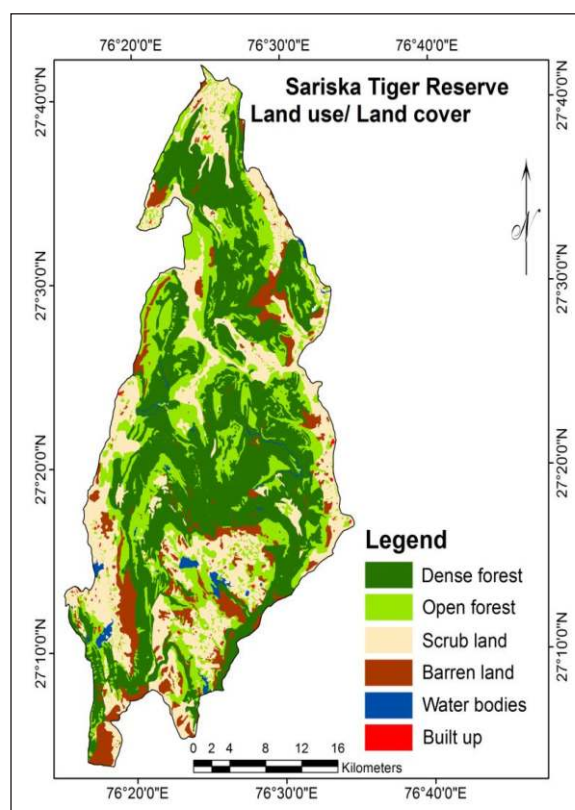 76°20'0"E 76°30'0"E 76°40'0"E
Sariska Tiger Reserve
Land use/ Land cover
27°40'0"N 27°40'0"N
N
27°30'0"N 27°30'0"N
27°20'0"N 27°20'0"N
27°10'0"N 27°10'0"N
Legend
Dense forest
Open forest
Scrub land
Barren land
Water bodies
Built up
0 2 4 8 12 16
Kilometers
76°20'0"E 76°30'0"E 76°40'0"E